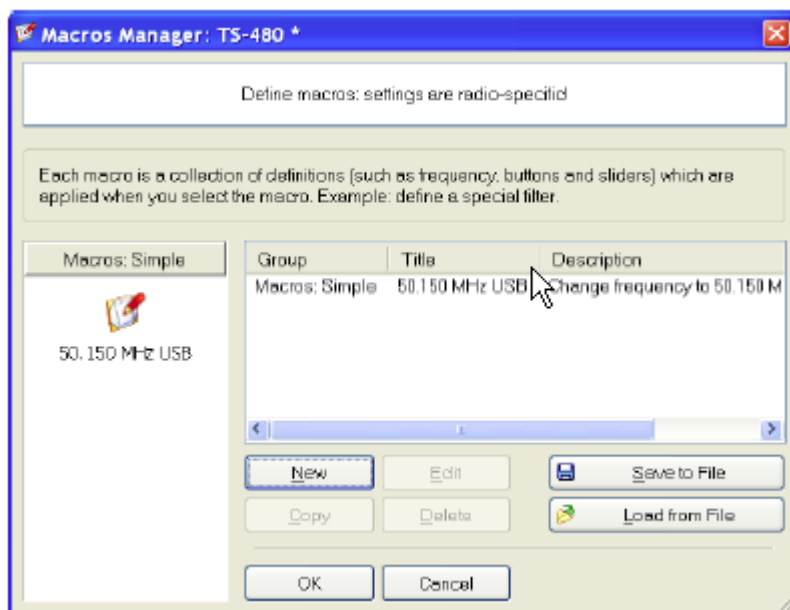 Macros Manager: TS-480 *
Define macros: settings are radio-specific!
Each macro is a collection of definitions (such as frequency, buttons and sliders) which are
applied when you select the macro. Example: define a special filter.
Macros: Simple
50.150 MHz USB
Group Title Description
Macros: Simple 50.150 MHz USB Change frequency to 50.150 M
New Edit Save to File
Copy Delete Load from File
OK Cancel